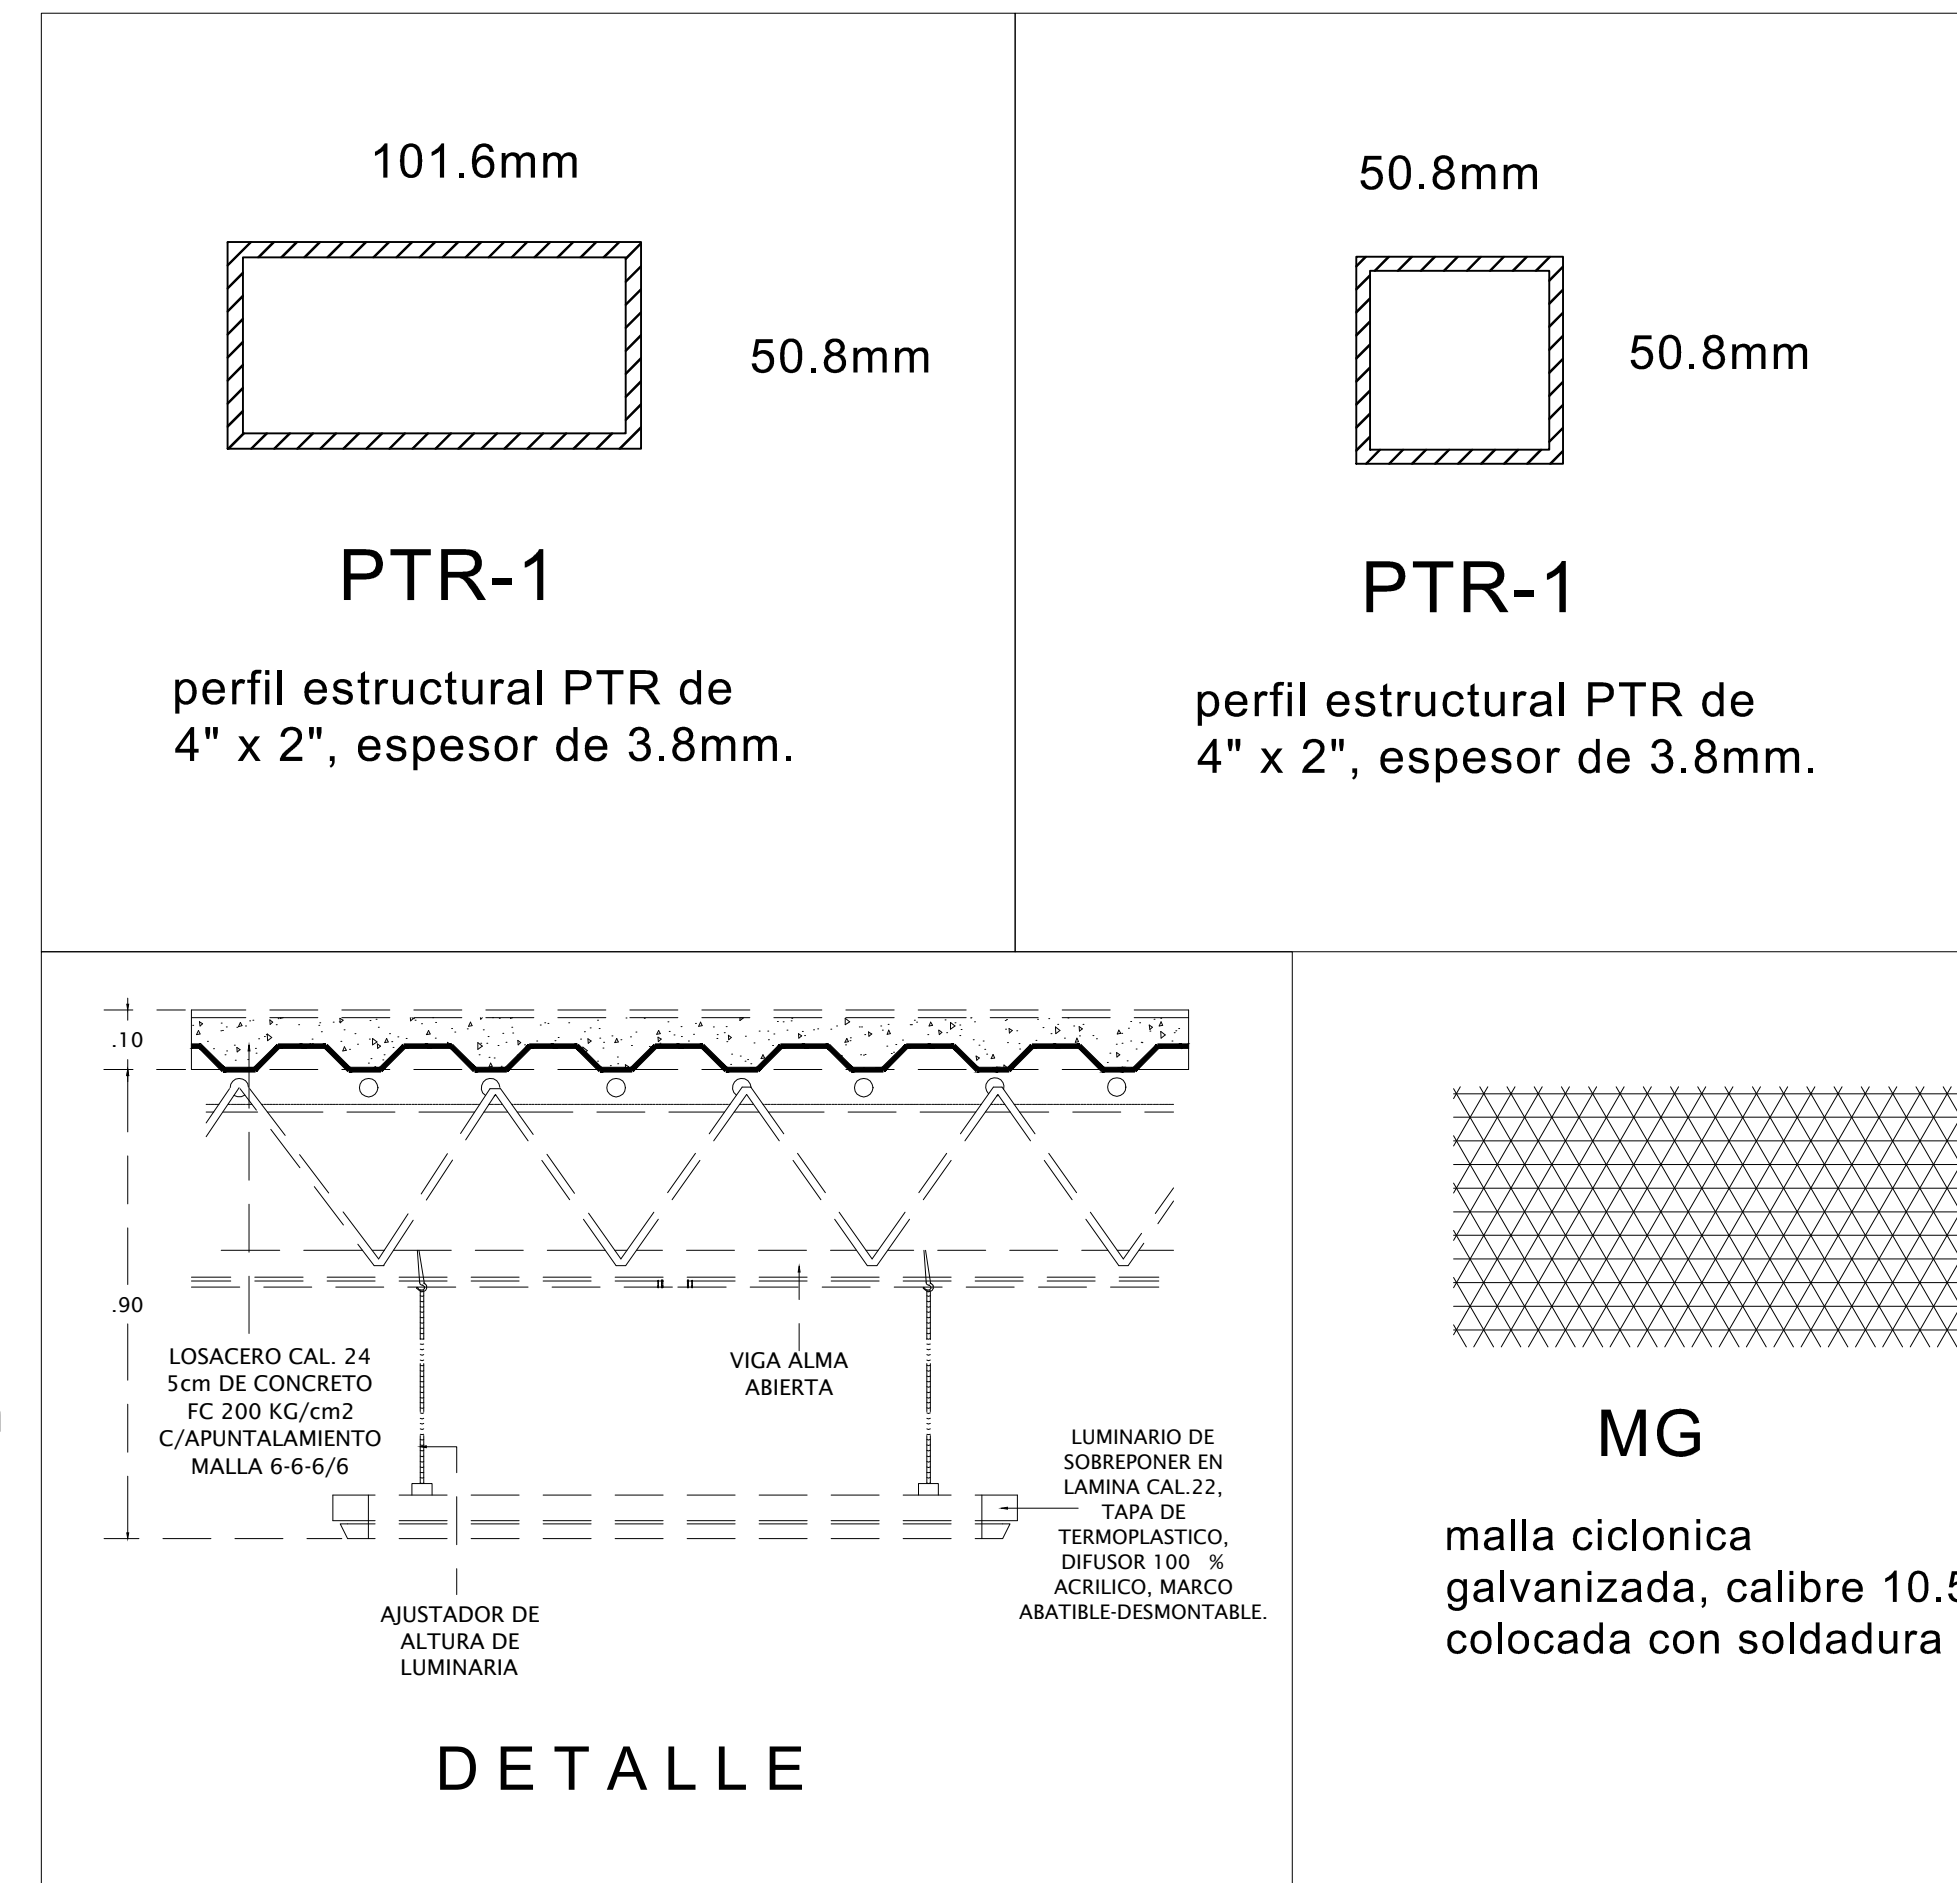 101.6mm
50.8mm
PTR-1
perfil estructural PTR de
4" x 2", espesor de 3.8mm.
50.8mm
50.8mm
PTR-1
perfil estructural PTR de
4" x 2", espesor de 3.8mm.
.10
.90
LOSACERO CAL. 24
5cm DE CONCRETO
FC 200 KG/cm2
C/APUNTALAMIENTO
MALLA 6-6-6/6
VIGA ALMA
ABIERTA
LUMINARIO DE
SOBREPONER EN
LAMINA CAL.22,
TAPA DE
TERMOPLASTICO,
DIFUSOR 100 %
ACRILICO, MARCO
ABATIBLE-DESMONTABLE.
AJUSTADOR DE
ALTURA DE
LUMINARIA
DETALLE
MG
malla ciclonica
galvanizada, calibre 10.5
colocada con soldadura